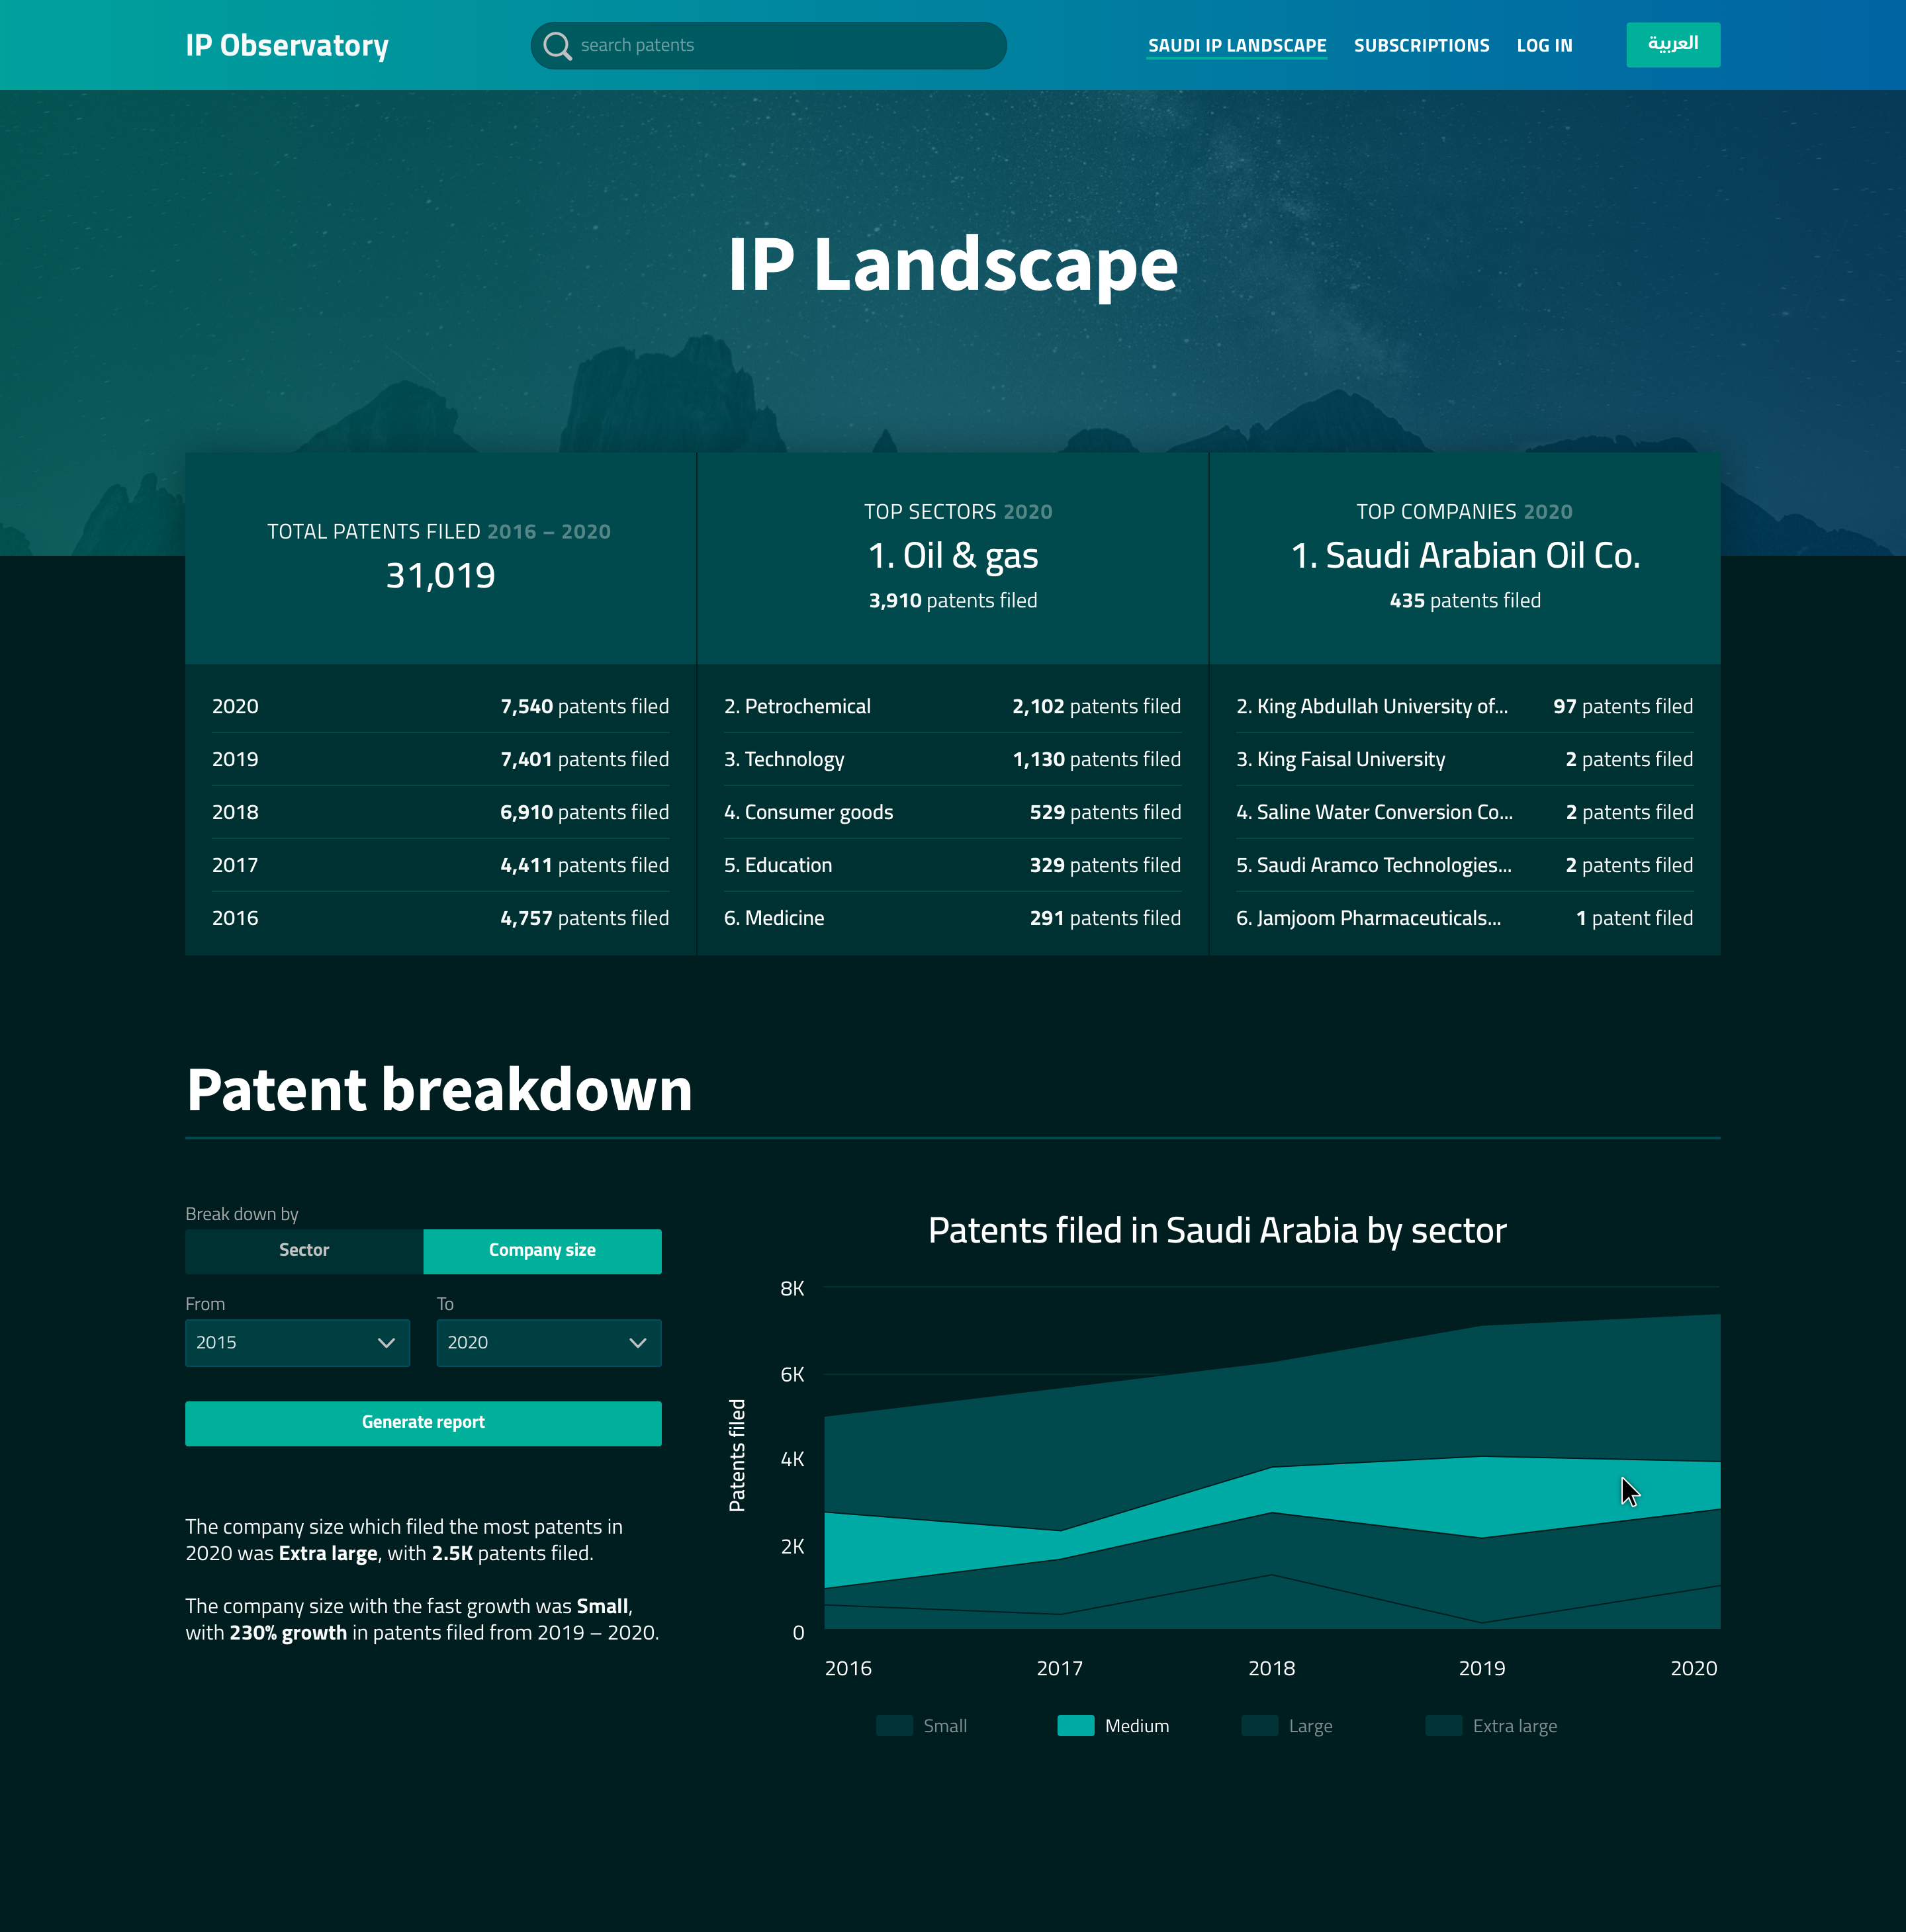 IP Observatory
search patents
SAUDI IP LANDSCAPE
SUBSCRIPTIONS
LOG IN
العربية
IP Landscape
TOTAL PATENTS FILED 2016 – 2020
31,019
2020 7,540 patents filed
2019 7,401 patents filed
2018 6,910 patents filed
2017 4,411 patents filed
2016 4,757 patents filed
TOP SECTORS 2020
1. Oil & gas
3,910 patents filed
2. Petrochemical 2,102 patents filed
3. Technology 1,130 patents filed
4. Consumer goods 529 patents filed
5. Education 329 patents filed
6. Medicine 291 patents filed
TOP COMPANIES 2020
1. Saudi Arabian Oil Co.
435 patents filed
2. King Abdullah University of... 97 patents filed
3. King Faisal University 2 patents filed
4. Saline Water Conversion Co... 2 patents filed
5. Saudi Aramco Technologies... 2 patents filed
6. Jamjoom Pharmaceuticals... 1 patent filed
Patent breakdown
Break down by
Sector
Company size
From
To
2015
2020
Generate report
The company size which filed the most patents in
2020 was Extra large, with 2.5K patents filed.
The company size with the fast growth was Small,
with 230% growth in patents filed from 2019 – 2020.
Patents filed in Saudi Arabia by sector
Patents filed
8K
6K
4K
2K
0
2016
2017
2018
2019
2020
Small
Medium
Large
Extra large